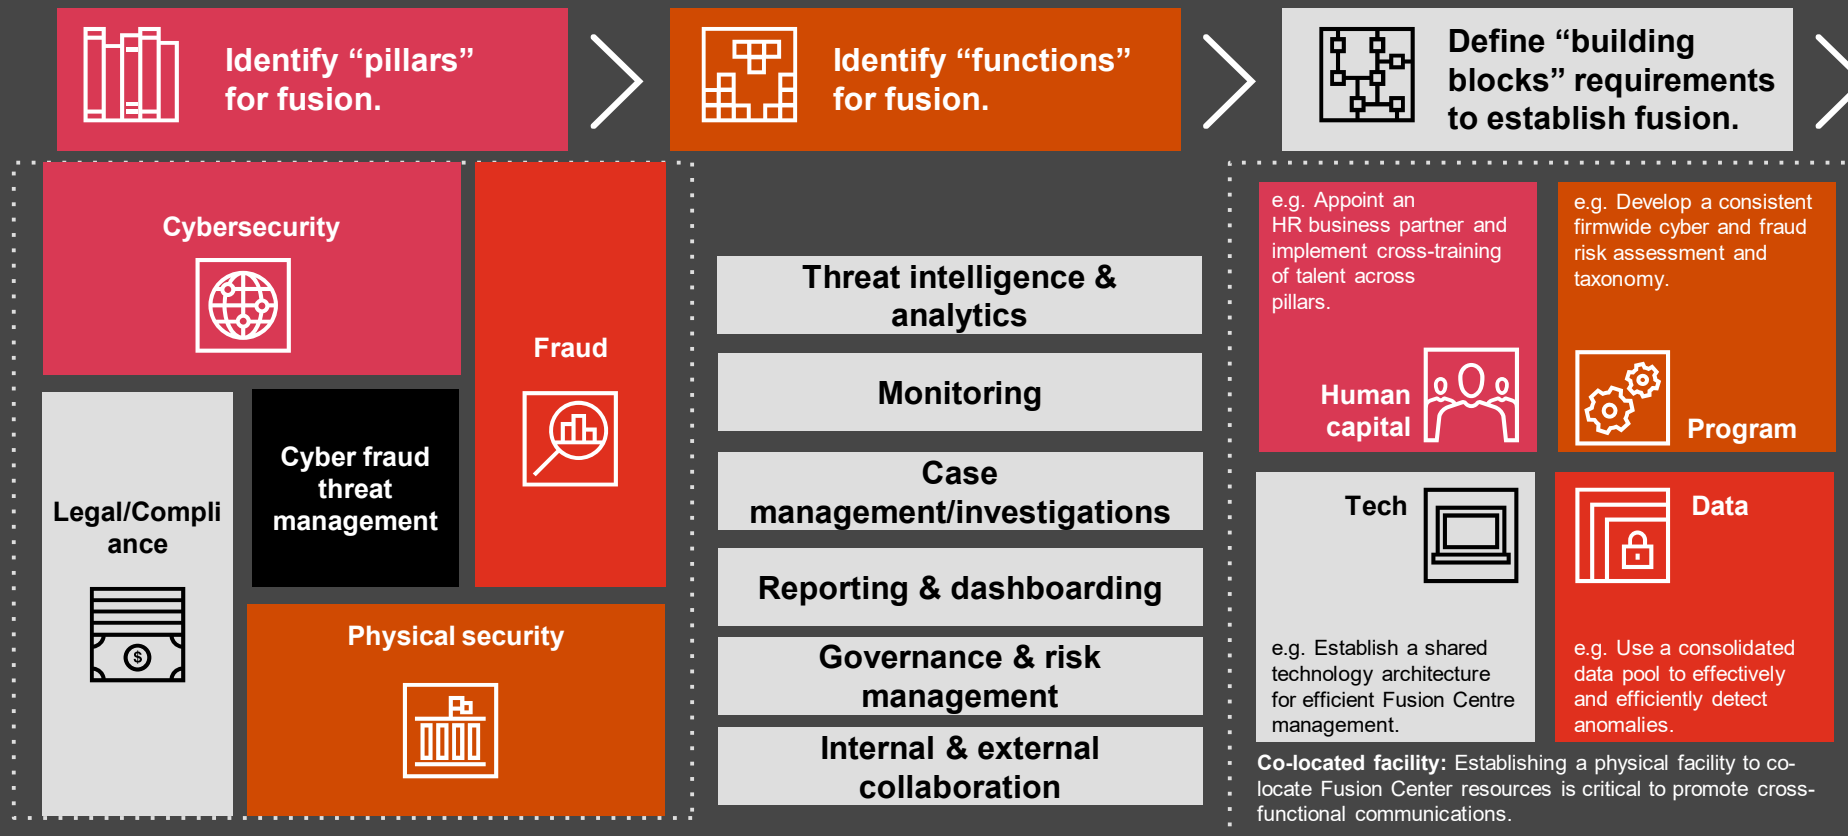 Identify “pillars”
for fusion.
Identify “functions”
for fusion.
Define “building
blocks” requirements
to establish fusion.
Cybersecurity
Fraud
Legal/Compli
ance
$
Cyber fraud
threat
management
Physical security
Threat intelligence &
analytics
Monitoring
Case
management/investigations
Reporting & dashboarding
Governance & risk
management
Internal & external
collaboration
e.g. Appoint an
HR business partner and
implement cross-training
of talent across
pillars.
Human
capital
e.g. Develop a consistent
firmwide cyber and fraud
risk assessment and
taxonomy.
Program
Tech
e.g. Establish a shared
technology architecture
for efficient Fusion Centre
management.
Data
e.g. Use a consolidated
data pool to effectively
and efficiently detect
anomalies.
Co-located facility: Establishing a physical facility to co-
locate Fusion Center resources is critical to promote cross-
functional communications.